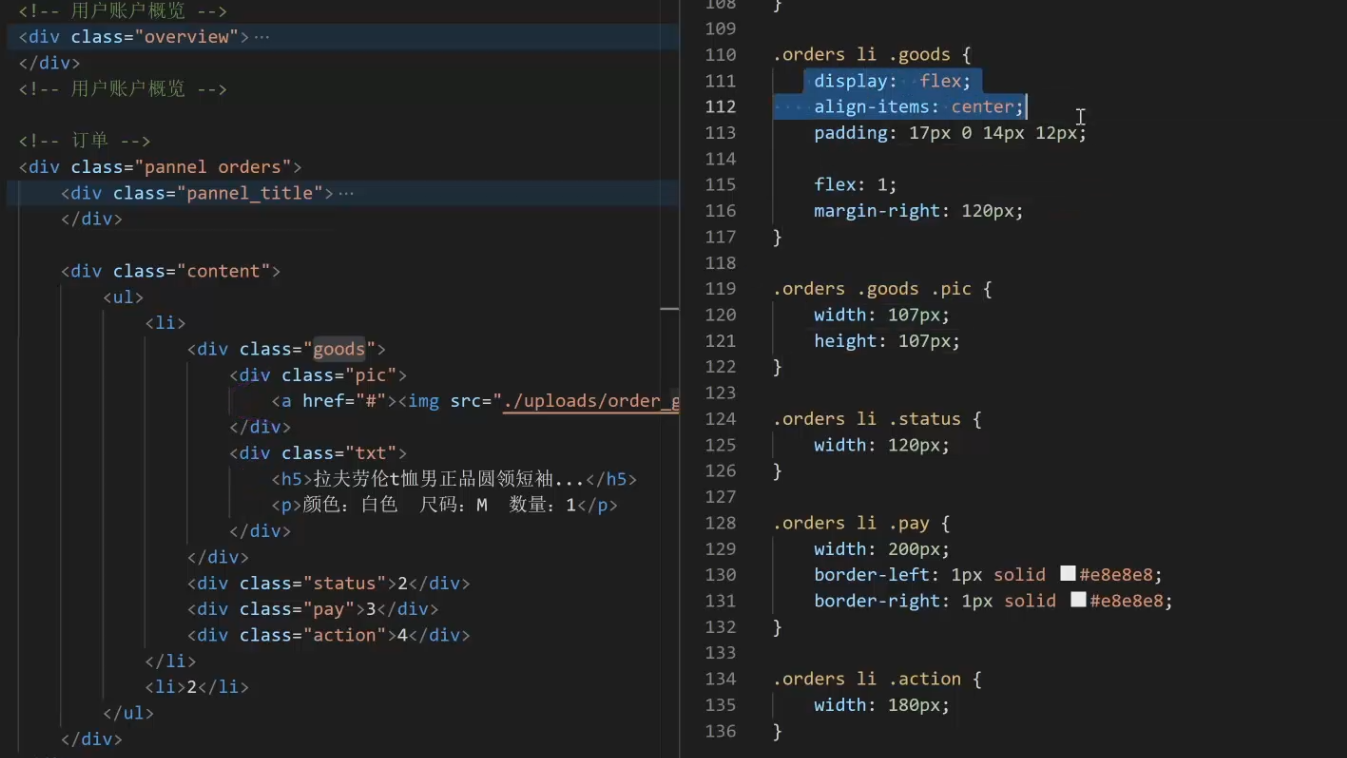 <!-- 用户账户概览 -->
<div class="overview">…
</div>
<!-- 用户账户概览 -->
<!-- 订单 -->
<div class="pannel orders">
<div class="pannel_title">…
</div>
<div class="content">
<ul>
<li>
<div class="goods">
<div class="pic">
<a href="#"><img src="./uploads/order_g
</div>
<div class="txt">
<h5>拉夫劳伦t恤男正品圆领短袖...</h5>
<p>颜色：白色 尺码：M 数量：1</p>
</div>
</div>
<div class="status">2</div>
<div class="pay">3</div>
<div class="action">4</div>
</li>
<li>2</li>
</ul>
</div>
108 }
109
110 .orders li .goods {
111 display: flex;
112 align-items: center;
113 padding: 17px 0 14px 12px;
114
115 flex: 1;
116 margin-right: 120px;
117 }
118
119 .orders .goods .pic {
120 width: 107px;
121 height: 107px;
122 }
123
124 .orders li .status {
125 width: 120px;
126 }
127
128 .orders li .pay {
129 width: 200px;
130 border-left: 1px solid #e8e8e8;
131 border-right: 1px solid #e8e8e8;
132 }
133
134 .orders li .action {
135 width: 180px;
136 }